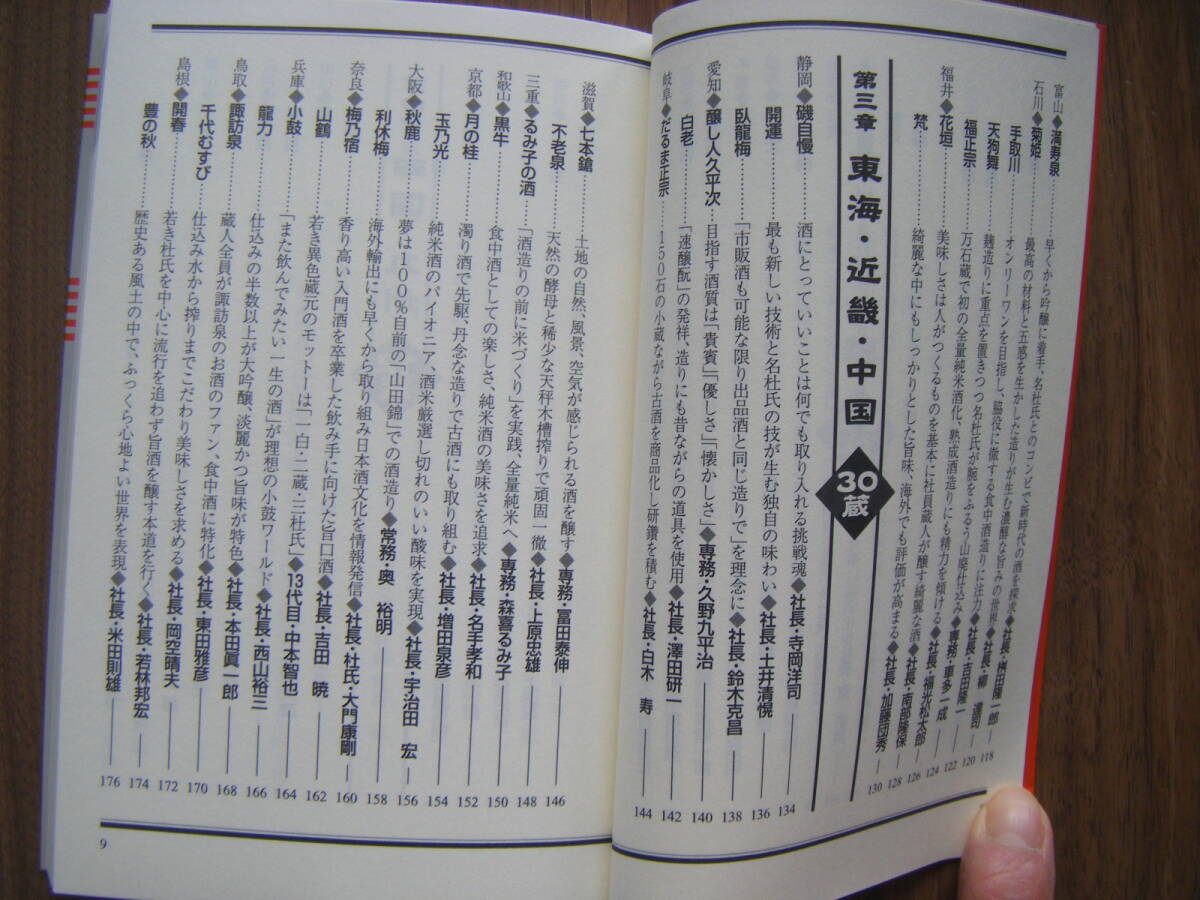 富山◆満寿泉……早くから吟醸に着手、名杜氏とのコンビで新時代の酒を探求◆社長・桝田隆一郎 118
石川◆菊姫……最高の材料と五感を生かした造りが生む濃醇な旨みの世界◆社長・柳 達司 120
手取川……オンリーワンを目指し、脇役に徹する食中酒造りに注力◆社長・吉田隆一 122
天狗舞……麹造りに重点を置きつつ名杜氏が腕をふるう山廃仕込み◆専務・車多一成 124
福正宗……万石蔵で初の全量純米酒化、熟成酒造りにも精力を傾ける◆社長・福光松太郎 126
福井◆花垣……美味しさは人がつくるものを基本に社員蔵人が醸す綺麗な酒◆社長・南部隆保 128
梵……綺麗な中にもしっかりとした旨味、海外でも評価が高まる◆社長・加藤団秀 130
第三章 東海・近畿・中国 30蔵
静岡◆磯自慢……酒にとっていいことは何でも取り入れる挑戦魂◆社長・寺岡洋司 134
開運……最も新しい技術と名杜氏の技が生む独自の味わい◆社長・土井清愰 136
臥龍梅……「市販酒も可能な限り出品酒と同じ造りで」を理念に◆社長・鈴木克昌 138
愛知◆醸し人久平次…目指す酒質は「貴賓」「優しさ」「懐かしさ」◆専務・久野九平治 140
白老……「速醸酛」の発祥、造りにも昔ながらの道具を使用◆社長・澤田研一 142
岐阜◆だるま正宗……150石の小蔵ながら古酒を商品化し研鑽を積む◆社長・白木 寿 144
滋賀◆七本鎗……土地の自然、風景、空気が感じられる酒を醸す◆専務・冨田泰伸 146
不老泉……天然の酵母と稀少な天秤木槽搾りで頑固一徹◆社長・上原忠雄 148
三重◆るみ子の酒…「酒造りの前に米づくり」を実践、全量純米へ◆専務・森喜るみ子 150
和歌山◆黒牛……食中酒としての楽しさ、純米酒の美味さを追求◆社長・名手孝和 152
京都◆月の桂……濁り酒で先駆、丹念な造りで古酒にも取り組む◆社長・増田泉彦 154
玉乃光……純米酒のパイオニア、酒米厳選し切れのいい酸味を実現◆社長・宇治田 宏 156
大阪◆秋鹿……夢は100%自前の「山田錦」での酒造り◆常務・奥 裕明 158
利休梅……海外輸出にも早くから取り組み日本酒文化を情報発信◆社長・杜氏・大門康剛 160
奈良◆梅乃宿……香り高い入門酒を卒業した飲み手に向けた旨口酒◆社長・吉田 暁 162
山鶴……若き異色蔵元のモットーは「一白・二蔵・三杜氏」◆13代目・中本智也 164
兵庫◆小鼓……「また飲んでみたい一生の酒」が理想の小鼓ワールド◆社長・西山裕三 166
龍力……仕込みの半数以上が大吟醸、淡麗かつ旨味が特色◆社長・本田眞一郎 168
鳥取◆諏訪泉……蔵人全員が諏訪泉のお酒のファン、食中酒に特化◆社長・東田雅彦 170
千代むすび……仕込み水から搾りまでこだわり美味しさを求める◆社長・岡空晴夫 172
島根◆開春……若き杜氏を中心に流行を追わず旨酒を醸す本道を行く◆社長・若林邦宏 174
豊の秋……歴史ある風土の中で、ふっくら心地よい世界を表現◆社長・米田則雄 176
9